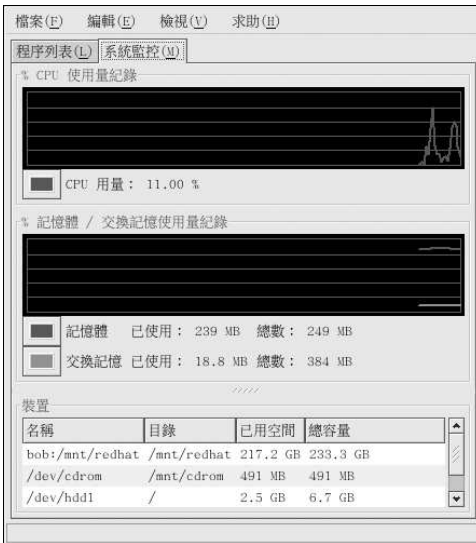 檔案(F) 編輯(E) 檢視(V) 求助(H)
程序列表(L) 系統監控(M)
% CPU 使用量紀錄
CPU 用量： 11.00 %
% 記憶體 / 交換記憶使用量紀錄
記憶體 已使用： 239 MB 總數： 249 MB
交換記憶 已使用： 18.8 MB 總數： 384 MB
裝置
名稱 目錄 已用空間 總容量
bob:/mnt/redhat /mnt/redhat 217.2 GB 233.3 GB
/dev/cdrom /mnt/cdrom 491 MB 491 MB
/dev/hdd1 / 2.5 GB 6.7 GB